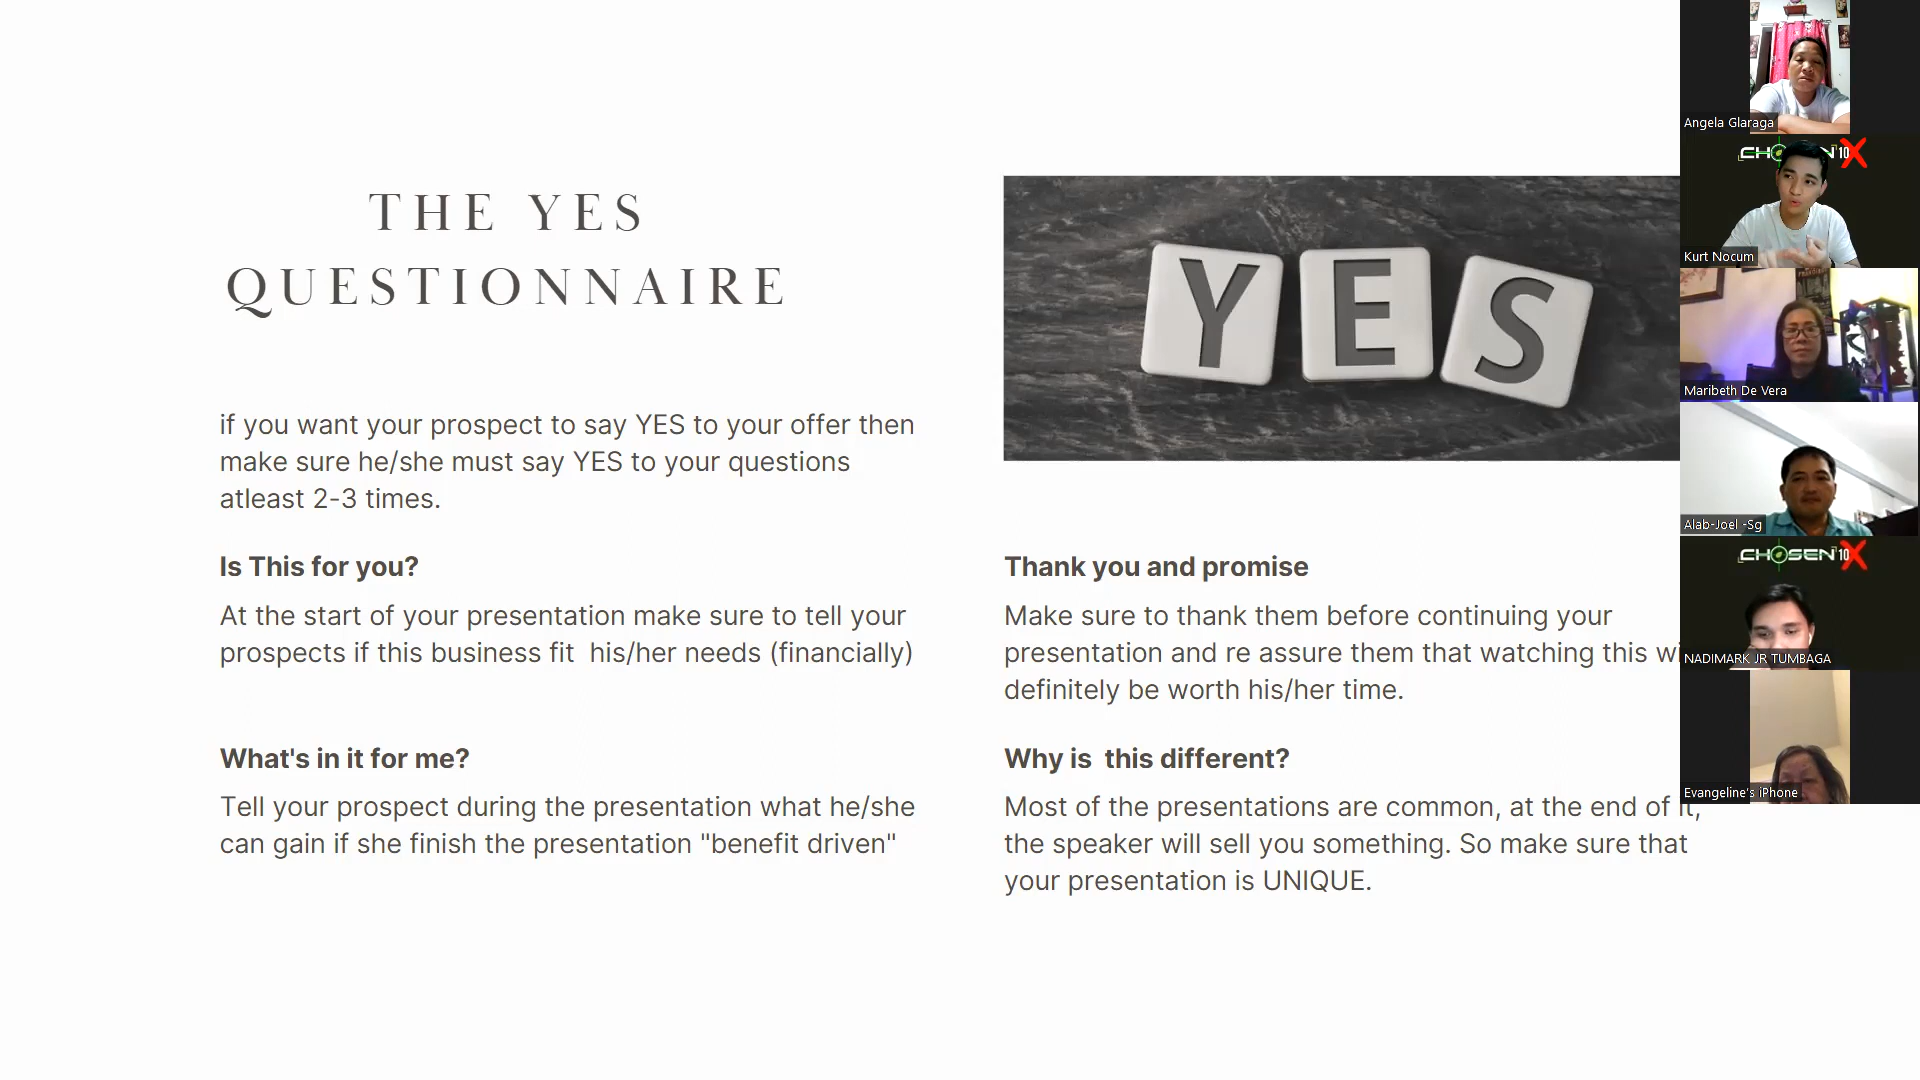 THE YES
QUESTIONNAIRE
if you want your prospect to say YES to your offer then
make sure he/she must say YES to your questions
atleast 2-3 times.
Is This for you?
At the start of your presentation make sure to tell your
prospects if this business fit  his/her needs (financially)
What's in it for me?
Tell your prospect during the presentation what he/she
can gain if she finish the presentation "benefit driven"
YES
Thank you and promise
Make sure to thank them before continuing your
presentation and re assure them that watching this
definitely be worth his/her time.
Why is  this different?
Most of the presentations are common, at the end of it,
the speaker will sell you something. So make sure that
your presentation is UNIQUE.
Angela Glaraga
10X
Kurt Nocum
Maribeth De Vera
Alab-Joel -Sg
CHOSEN 10X
NADIMARK JR TUMBAGA
Evangeline's iPhone